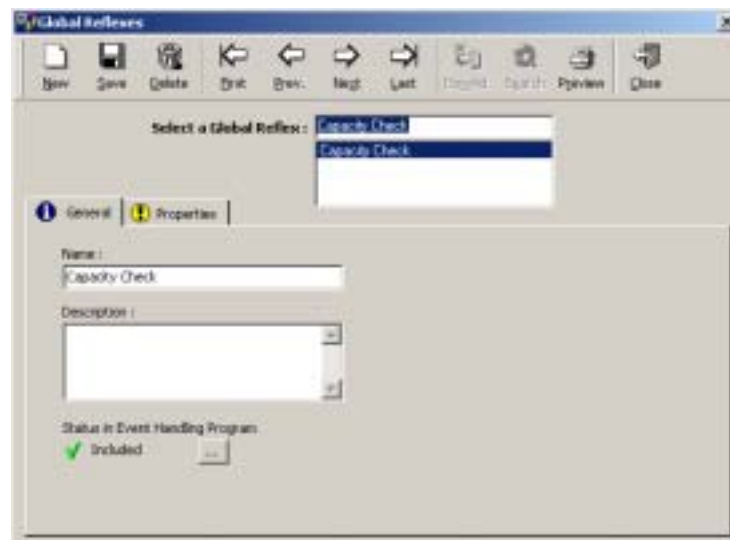 Global Reflexes
New Save Delete First Prev. Next Last Search Preview Close
Select a Global Reflex : Capacity Check
Capacity Check
General Properties
Name :
Capacity Check
Description :
Status in Event Handling Program
Included ...